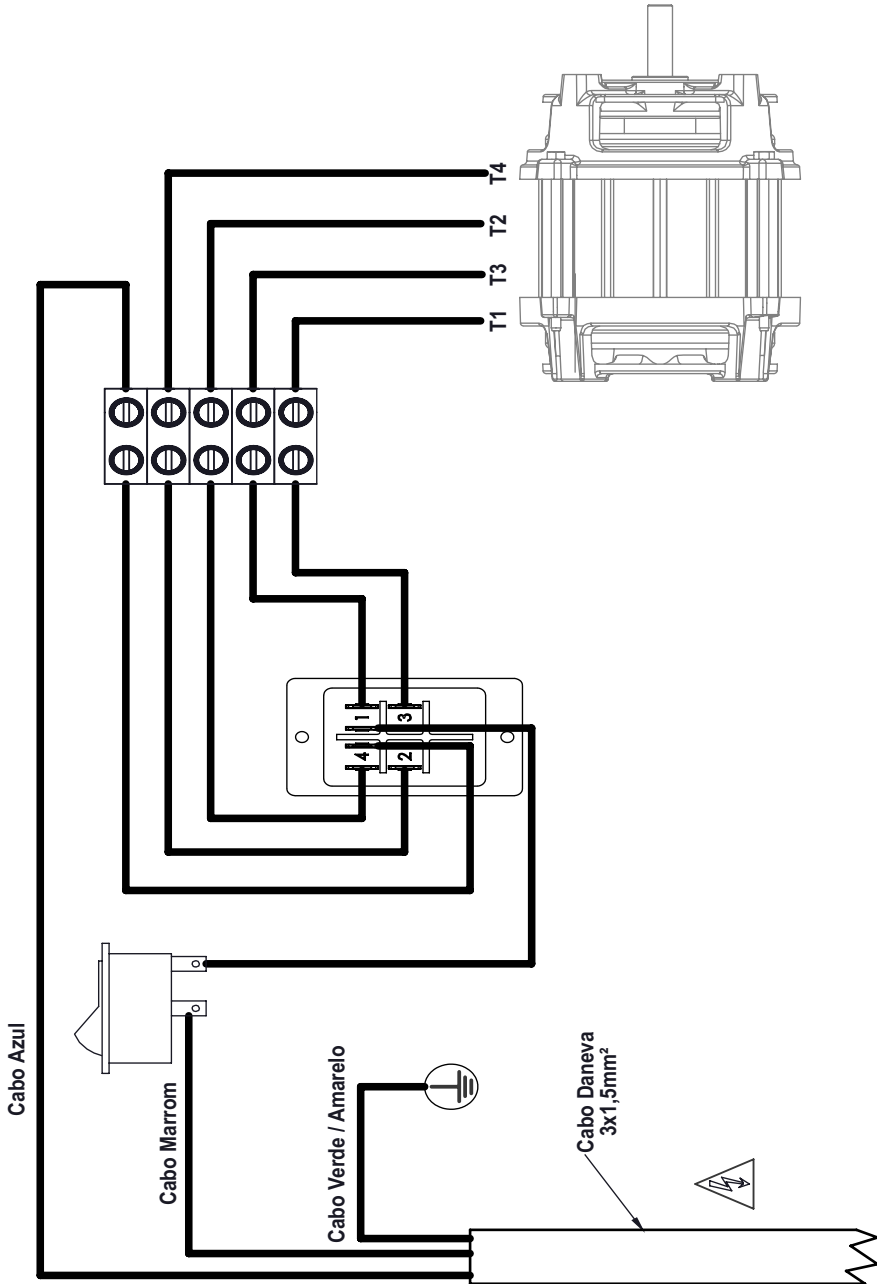 Cabo Azul
Cabo Marrom
Cabo Verde / Amarelo
Cabo Daneva
3x1,5mm²
4
1
2
3
T1
T3
T2
T4